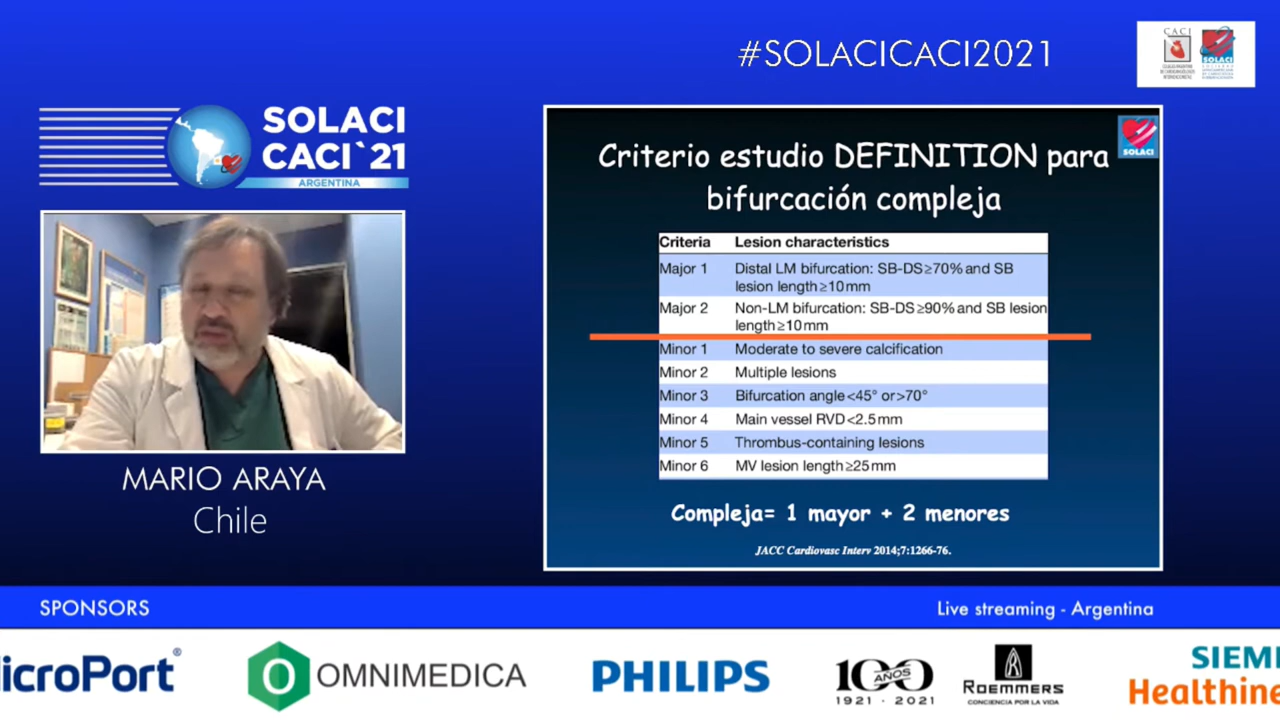 #SOLACICACI2021
CACI
SOLACI
SOLACI
CACI`21
ARGENTINA
MARIO ARAYA
Chile
SOLACI
Criterio estudio DEFINITION para
bifurcación compleja
Criteria Lesion characteristics
Major 1 Distal LM bifurcation: SB-DS≥70% and SB
lesion length≥10mm
Major 2 Non-LM bifurcation: SB-DS≥90% and SB lesion
length≥10mm
Minor 1 Moderate to severe calcification
Minor 2 Multiple lesions
Minor 3 Bifurcation angle<45° or>70°
Minor 4 Main vessel RVD<2.5mm
Minor 5 Thrombus-containing lesions
Minor 6 MV lesion length≥25mm
Compleja= 1 mayor + 2 menores
JACC Cardiovasc Interv 2014;7:1266-76.
SPONSORS
Live streaming - Argentina
icroPort®
OMNIMEDICA
PHILIPS
100
AÑOS
1921 - 2021
ROEMMERS
CONCIENCIA POR LA VIDA
SIEM
Healthine